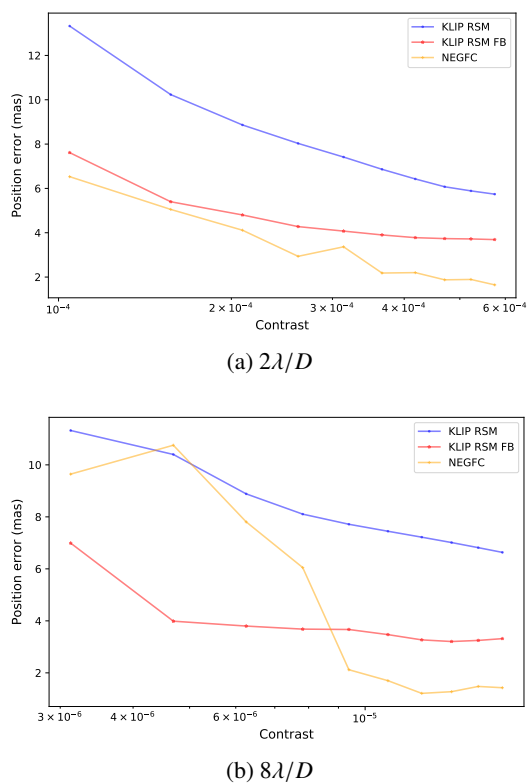 KLIP RSM
KLIP RSM FB
NEGFC
Position error (mas)
12
10
8
6
4
2
10⁻⁴ 2×10⁻⁴ 3×10⁻⁴ 4×10⁻⁴ 6×10⁻⁴
Contrast
(a) 2λ/D
KLIP RSM
KLIP RSM FB
NEGFC
Position error (mas)
10
8
6
4
2
3×10⁻⁶ 4×10⁻⁶ 6×10⁻⁶ 10⁻⁵
Contrast
(b) 8λ/D